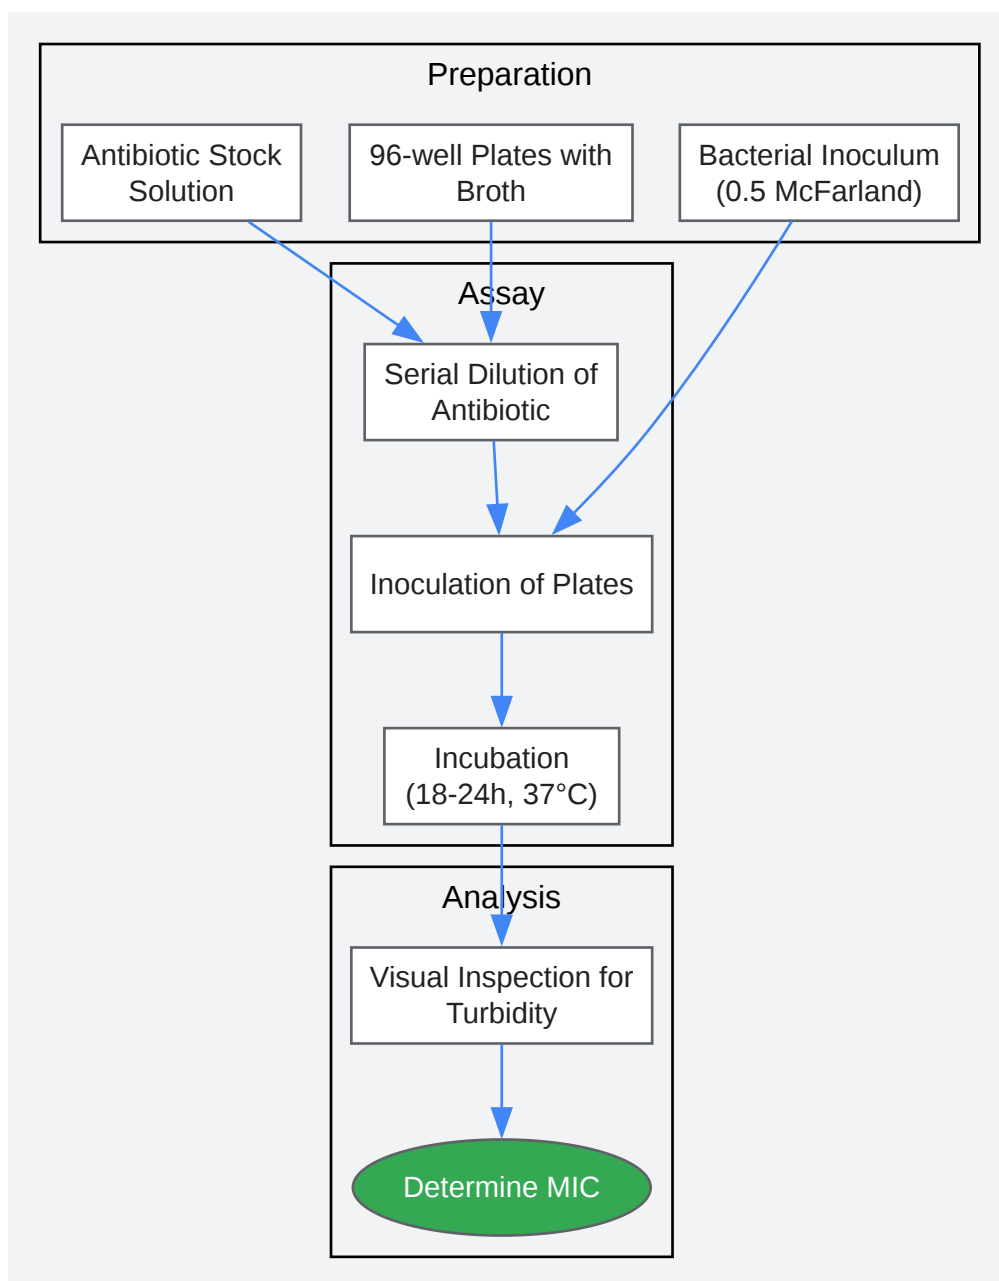 Preparation
Antibiotic Stock
Solution
96-well Plates with
Broth
Bacterial Inoculum
(0.5 McFarland)
Assay
Serial Dilution of
Antibiotic
Inoculation of Plates
Incubation
(18-24h, 37°C)
Analysis
Visual Inspection for
Turbidity
Determine MIC